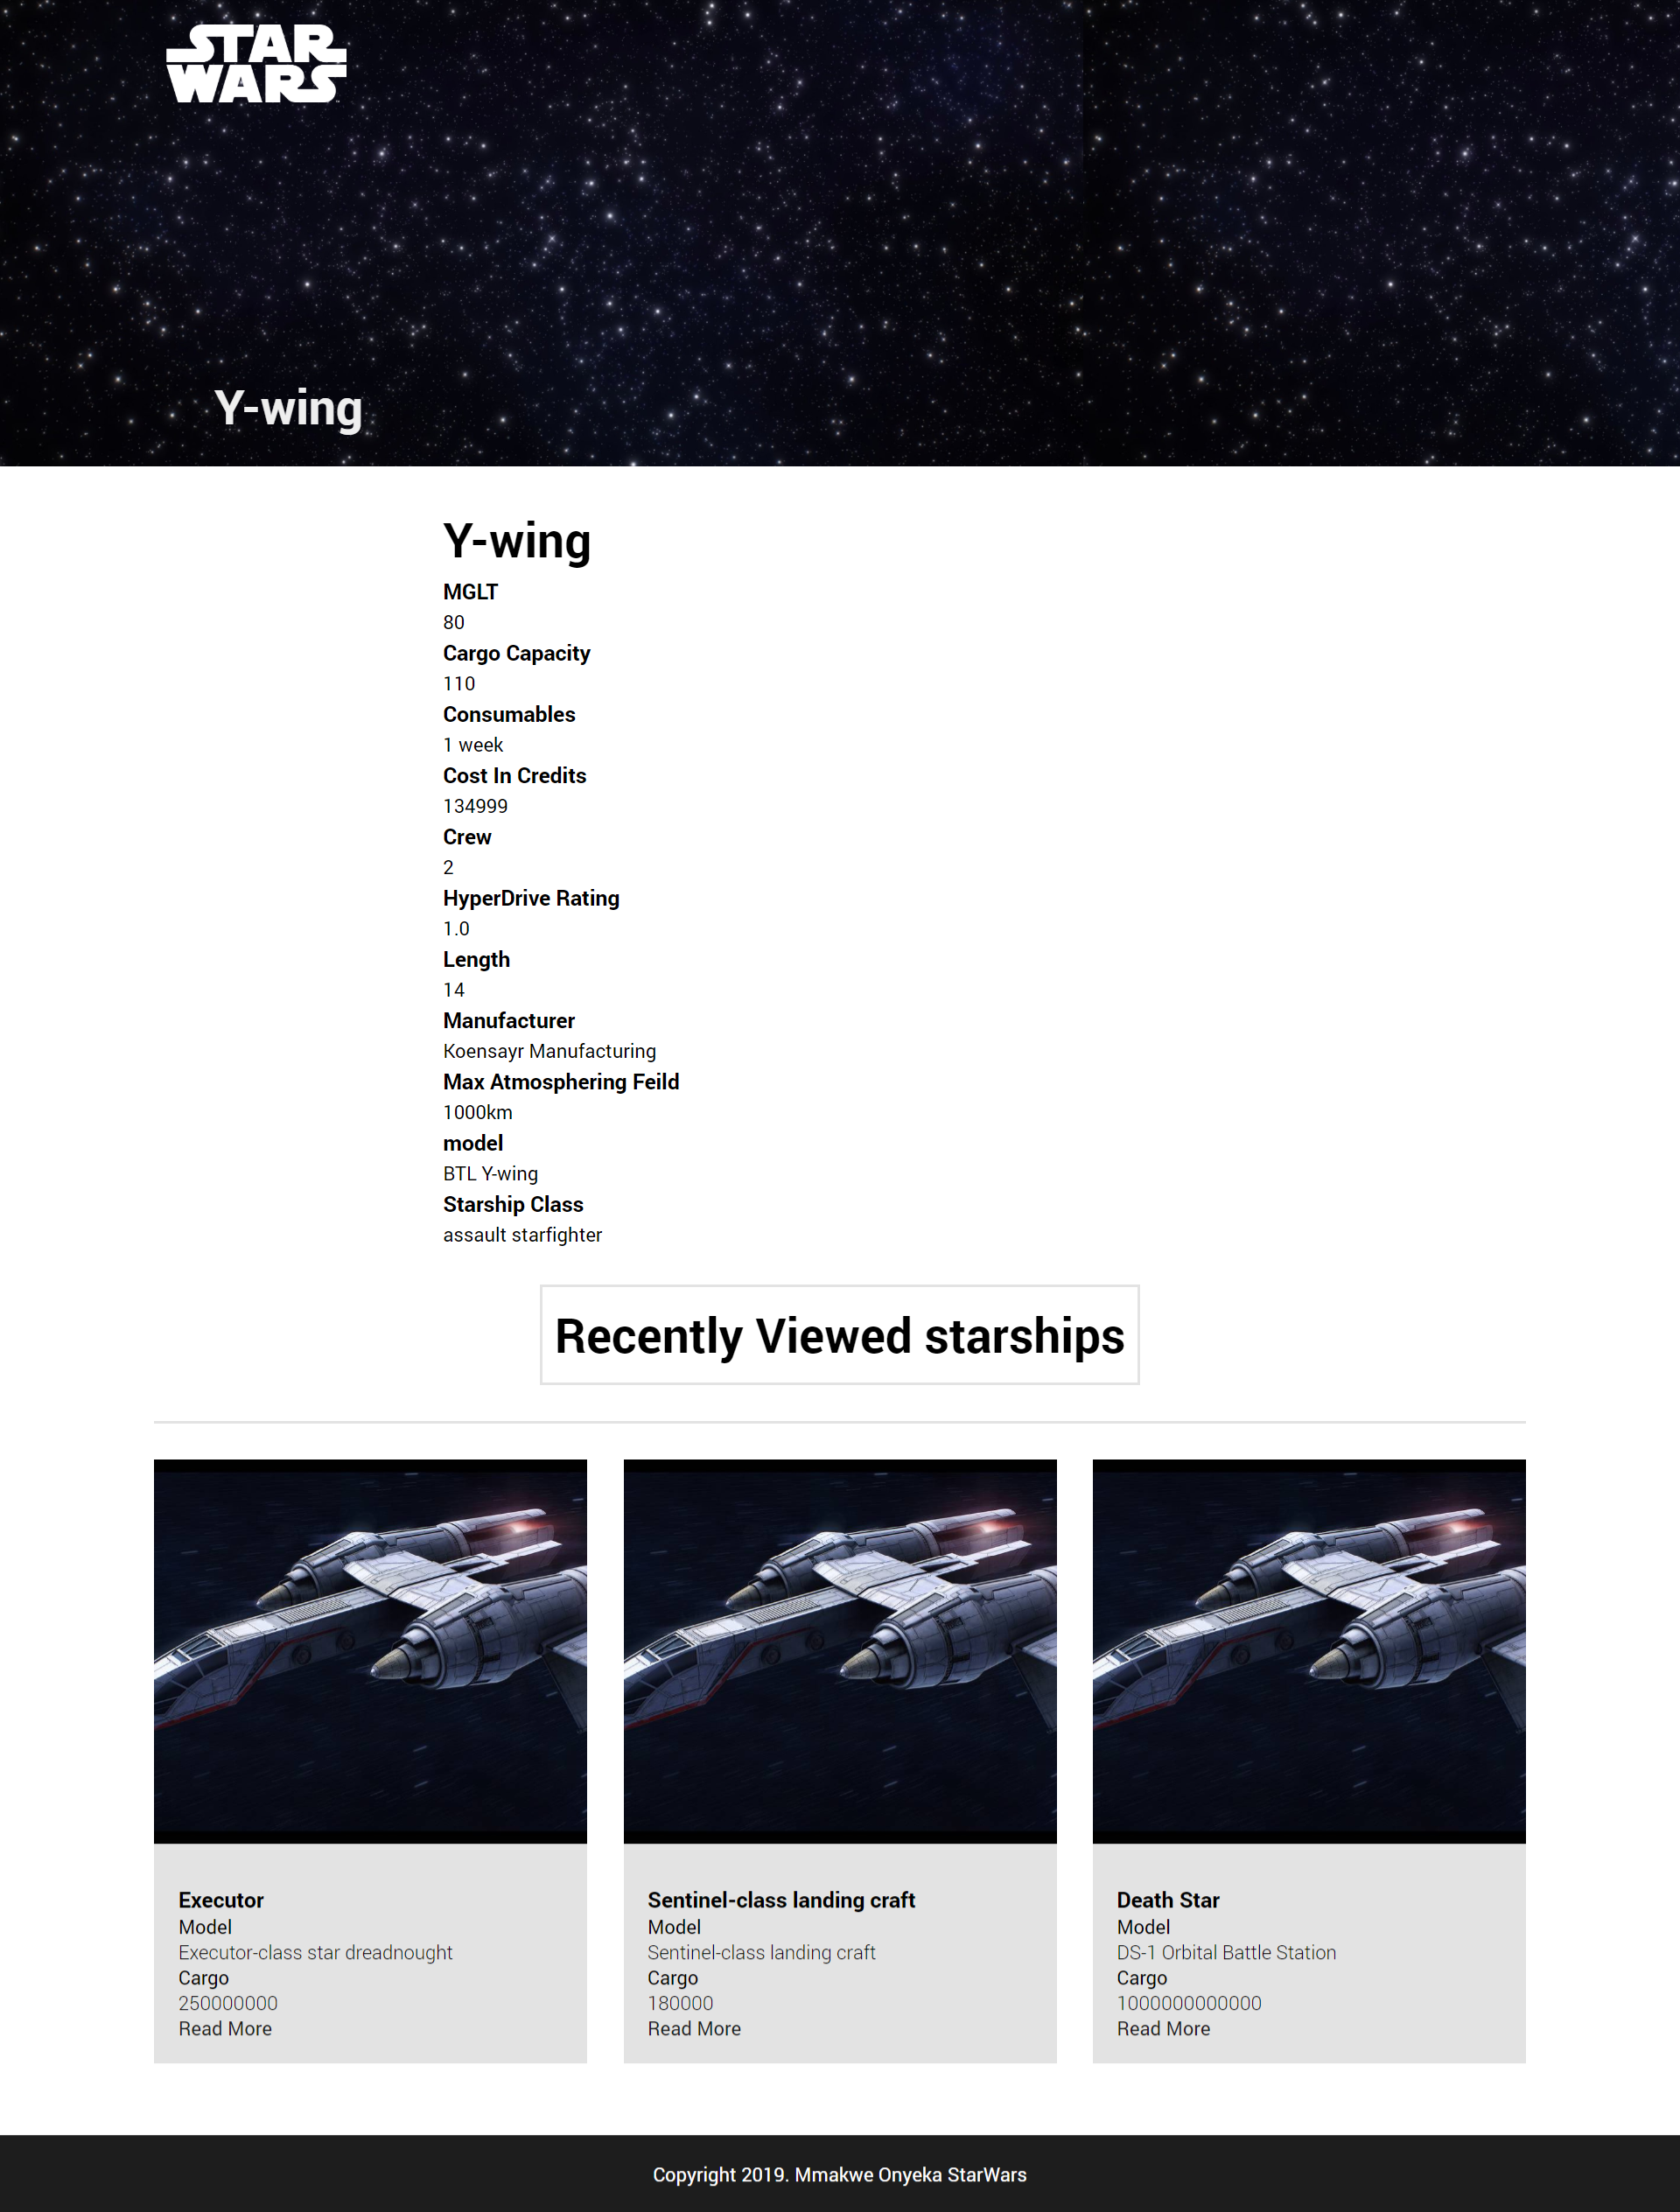 STAR
WARS
Y-wing
Y-wing
MGLT
80
Cargo Capacity
110
Consumables
1 week
Cost In Credits
134999
Crew
2
HyperDrive Rating
1.0
Length
14
Manufacturer
Koensayr Manufacturing
Max Atmosphering Feild
1000km
model
BTL Y-wing
Starship Class
assault starfighter
Recently Viewed starships
Executor
Model
Executor-class star dreadnought
Cargo
250000000
Read More
Sentinel-class landing craft
Model
Sentinel-class landing craft
Cargo
180000
Read More
Death Star
Model
DS-1 Orbital Battle Station
Cargo
1000000000000
Read More
Copyright 2019. Mmakwe Onyeka StarWars